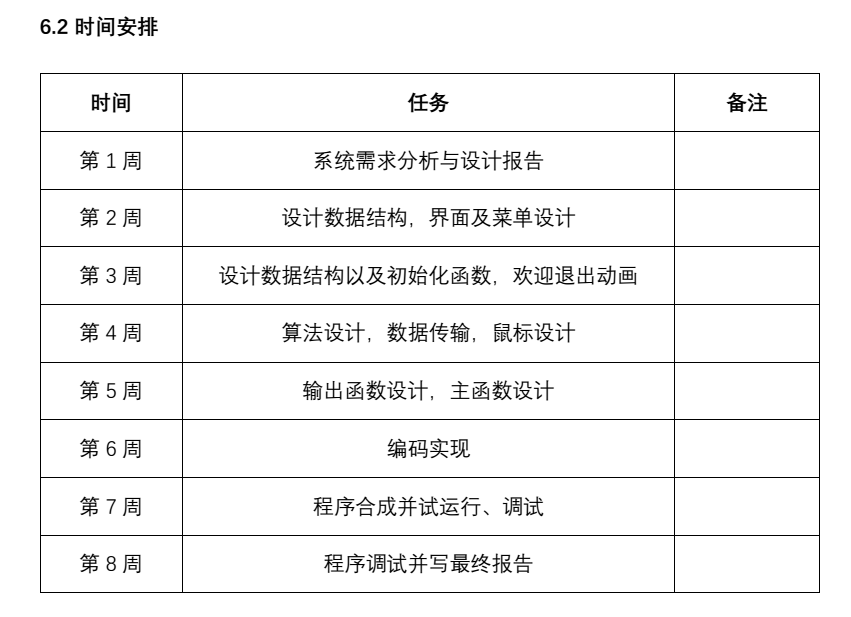 6.2 时间安排
时间 任务 备注
第 1 周 系统需求分析与设计报告
第 2 周 设计数据结构，界面及菜单设计
第 3 周 设计数据结构以及初始化函数，欢迎退出动画
第 4 周 算法设计，数据传输，鼠标设计
第 5 周 输出函数设计，主函数设计
第 6 周 编码实现
第 7 周 程序合成并试运行、调试
第 8 周 程序调试并写最终报告